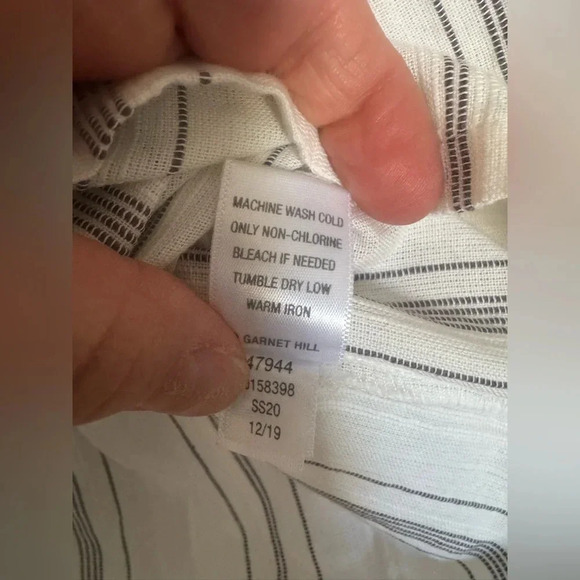 MACHINE WASH COLD
ONLY NON-CHLORINE
BLEACH IF NEEDED
TUMBLE DRY LOW
WARM IRON
GARNET HILL
47944
158398
SS20
12/19